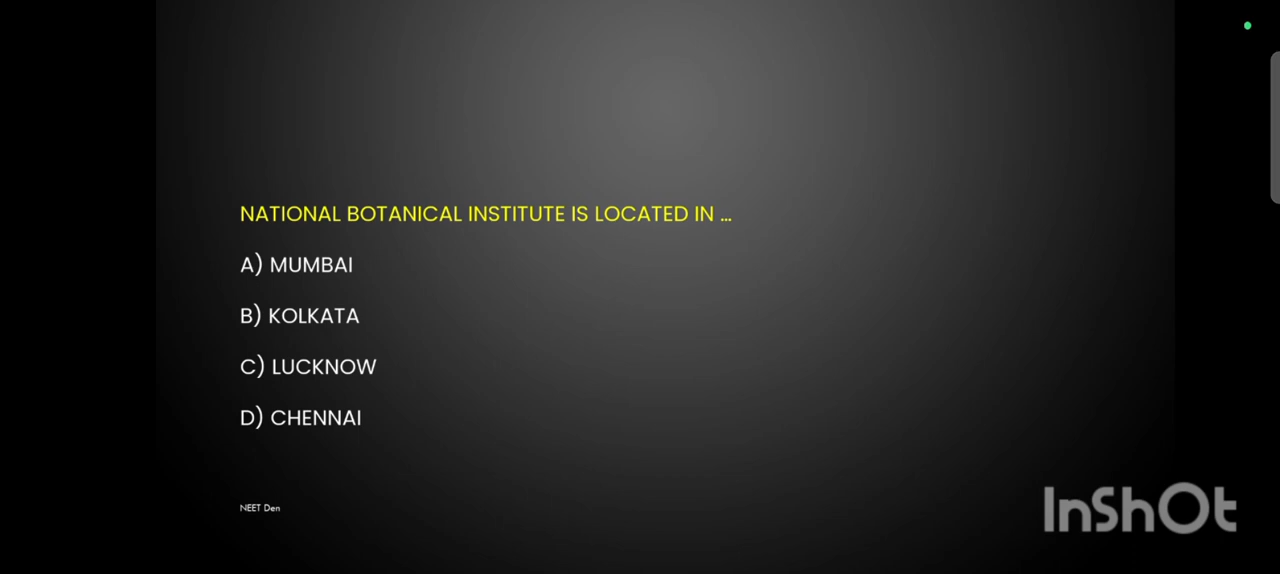 NATIONAL BOTANICAL INSTITUTE IS LOCATED IN ...
A) MUMBAI
B) KOLKATA
C) LUCKNOW
D) CHENNAI
NEET Den
InShOt